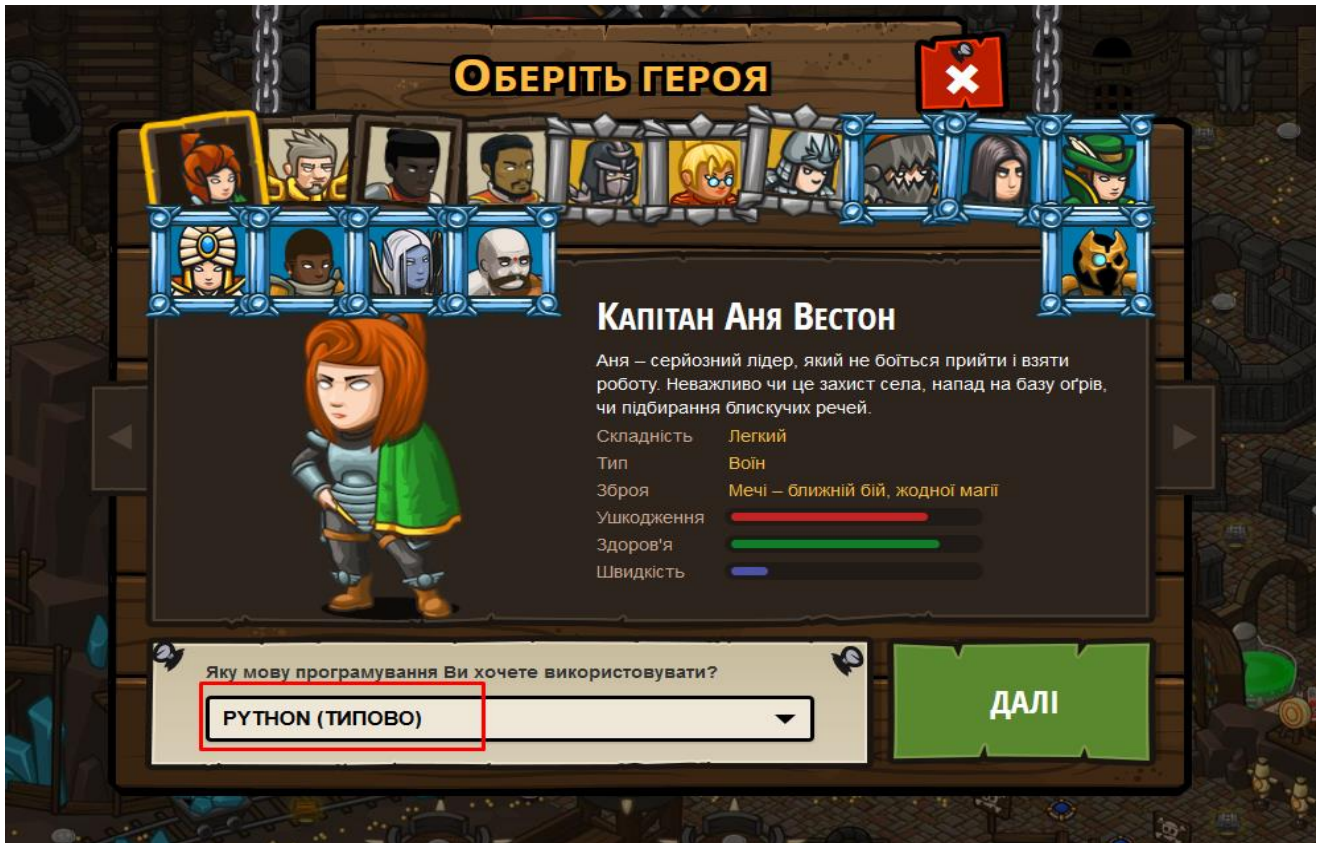 ОБЕРІТЬ ГЕРОЯ
КАПІТАН АНЯ ВЕСТОН
Аня – серйозний лідер, який не боїться прийти і взяти
роботу. Неважливо чи це захист села, напад на базу оґрів,
чи підбирання блискучих речей.
Складність Легкий
Тип Воїн
Зброя Мечі – ближній бій, жодної магії
Ушкодження
Здоров'я
Швидкість
Яку мову програмування Ви хочете використовувати?
PYTHON (ТИПОВО)
ДАЛІ